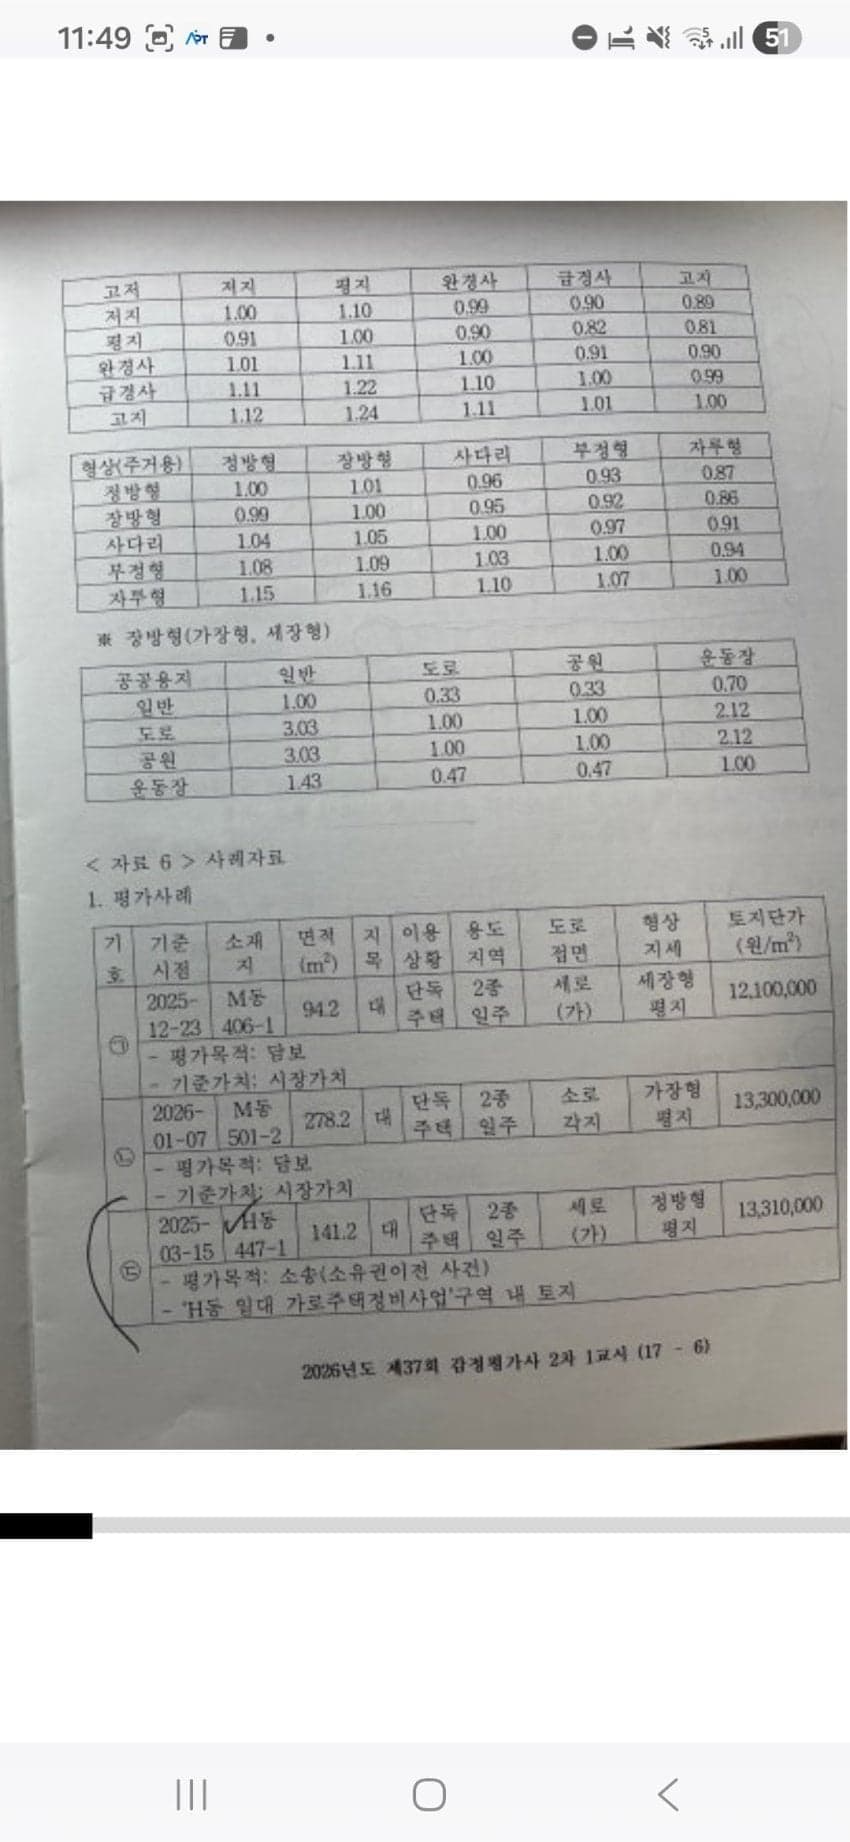 11:49
51
고저 저지 평지 완경사 급경사 고지
저지 1.00 1.10 0.99 0.90 0.89
평지 0.91 1.00 0.90 0.82 0.81
완경사 1.01 1.11 1.00 0.91 0.90
급경사 1.11 1.22 1.10 1.00 0.99
고지 1.12 1.24 1.11 1.01 1.00
형상(주거용) 정방형 장방형 사다리 부정형 자루형
정방형 1.00 1.01 0.96 0.93 0.87
장방형 0.99 1.00 0.95 0.92 0.86
사다리 1.04 1.05 1.00 0.97 0.91
부정형 1.08 1.09 1.03 1.00 0.94
자루형 1.15 1.16 1.10 1.07 1.00
※ 장방형(가장형, 세장형)
공공용지 일반 도로 공원 운동장
일반 1.00 0.33 0.33 0.70
도로 3.03 1.00 1.00 2.12
공원 3.03 1.00 1.00 2.12
운동장 1.43 0.47 0.47 1.00
< 자료 6 > 사례자료
1. 평가사례
기 기준 소재 면적 지 이용 용도 도로 형상 토지단가
호 시점 지 (m²) 목 상황 지역 접면 지세 (원/m²)
㉠ 2025- M동 94.2 대 단독 2종 세로 세장형 12,100,000
12-23 406-1 주택 일주 (가) 평지
- 평가목적: 담보
- 기준가치: 시장가치
㉡ 2026- M동 278.2 대 단독 2종 소로 가장형 13,300,000
01-07 501-2 주택 일주 각지 평지
- 평가목적: 담보
- 기준가치: 시장가치
㉢ 2025- H동 141.2 대 단독 2종 세로 정방형 13,310,000
03-15 447-1 주택 일주 (가) 평지
- 평가목적: 소송(소유권이전 사건)
- 'H동 일대 가로주택정비사업'구역 내 토지
2026년도 제37회 감정평가사 2차 1교시 (17 - 6)